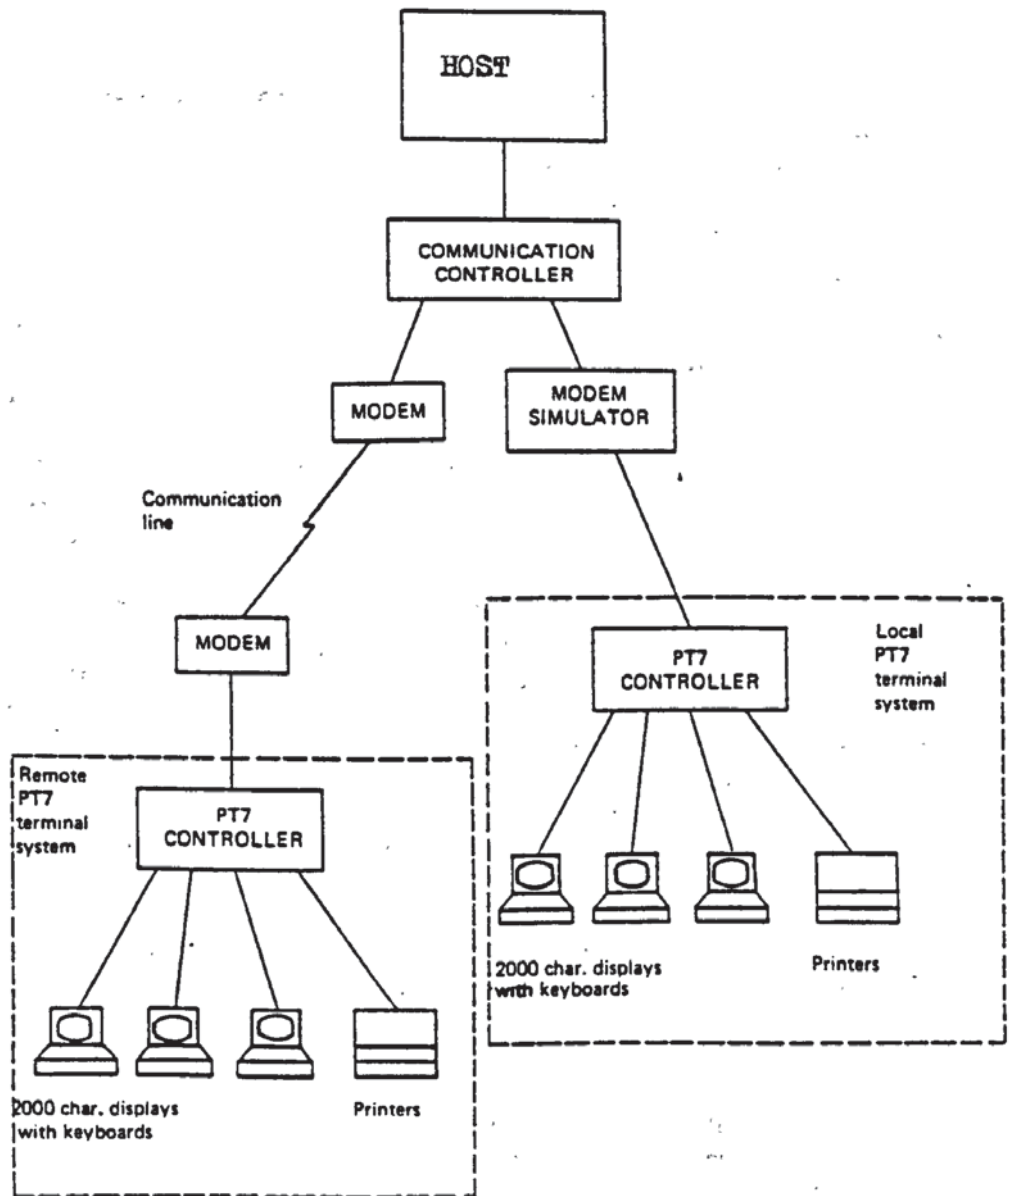 HOST
COMMUNICATION
CONTROLLER
MODEM
MODEM
SIMULATOR
Communication
line
MODEM
PT7
CONTROLLER
Local
PT7
terminal
system
Remote
PT7
terminal
system
PT7
CONTROLLER
2000 char. displays
with keyboards
Printers
2000 char. displays
with keyboards
Printers